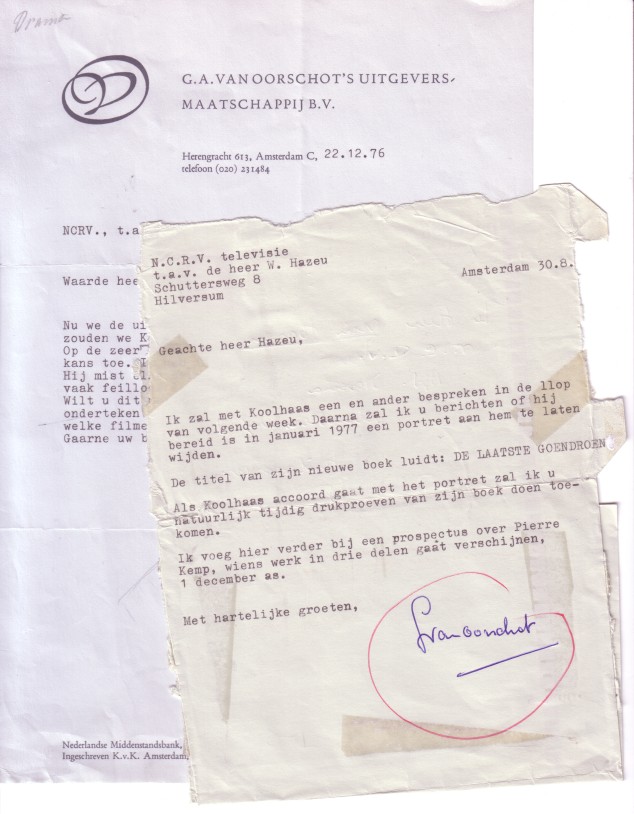 Drama
G.A.VAN OORSCHOT'S UITGEVERS-
MAATSCHAPPIJ B.V.
Herengracht 613, Amsterdam C, 22.12.76
telefoon (020) 231484
NCRV., t.a
Waarde hee
Nu we de ui
zouden we K
Op de zeer
kans toe. I
Hij mist
vaak feillo
Wilt u dit
onderteken
welke filme
Gaarne uw b
Nederlandse Middenstandsbank,
Ingeschreven K.v.K. Amsterdam,
N.C.R.V. televisie
t.a.v. de heer W. Hazeu
Schuttersweg 8
Hilversum
Amsterdam 30.8.
Geachte heer Hazeu,
Ik zal met Koolhaas een en ander bespreken in de llop
van volgende week. Daarna zal ik u berichten of hij
bereid is in januari 1977 een portret aan hem te laten
wijden.
De titel van zijn nieuwe boek luidt: DE LAATSTE GOENDROEN
Als Koolhaas accoord gaat met het portret zal ik u
natuurlijk tijdig drukproeven van zijn boek doen toe-
komen.
Ik voeg hier verder bij een prospectus over Pierre
Kemp, wiens werk in drie delen gaat verschijnen,
1 december as.
Met hartelijke groeten,
GvanOorschot